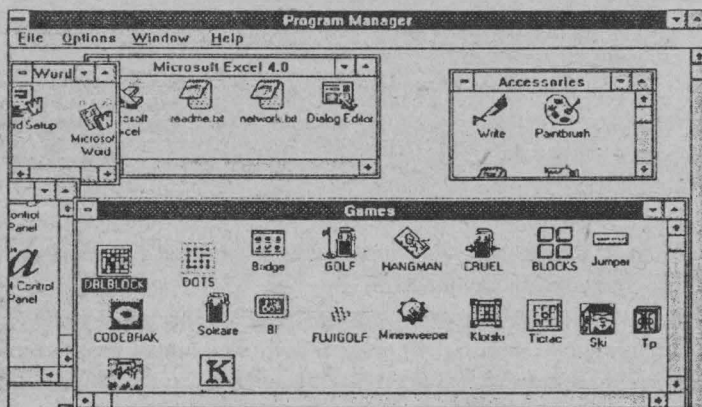 Program Manager
File Options Window Help
Word
Microsoft Excel 4.0
Accessories
readme.txt network.txt Dialog Editor
Write Paintbrush
Microsoft
Word
Games
Panel
Control
Panel
DBLBLOCK DOTS Bridge GOLF HANGMAN CRUEL BLOCKS Jumper
Solitaire BI FUJIGOLF Minesweeper Klotski Tictac Ski Tp
K